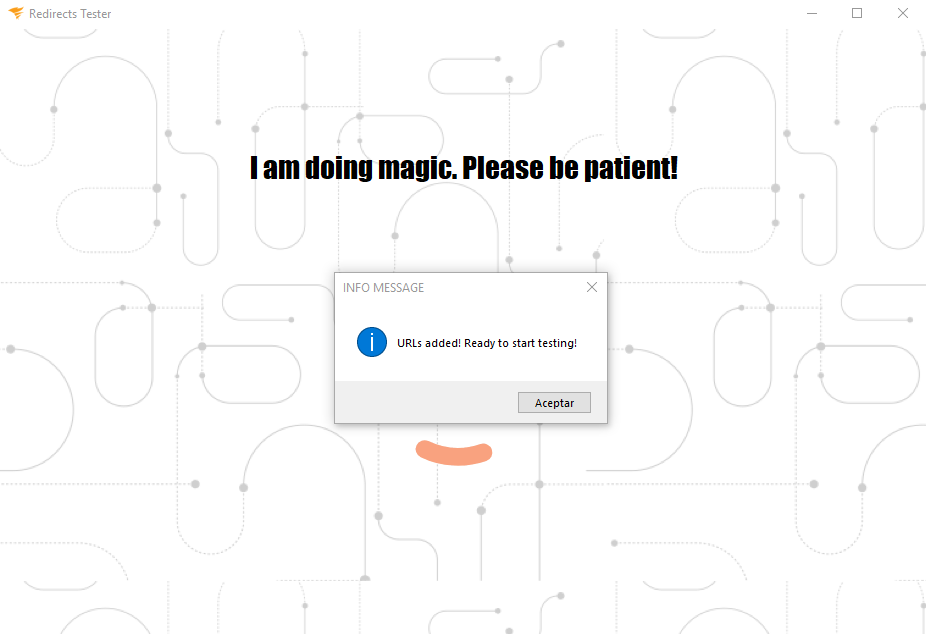 Redirects Tester
I am doing magic. Please be patient!
INFO MESSAGE
URLs added! Ready to start testing!
Aceptar